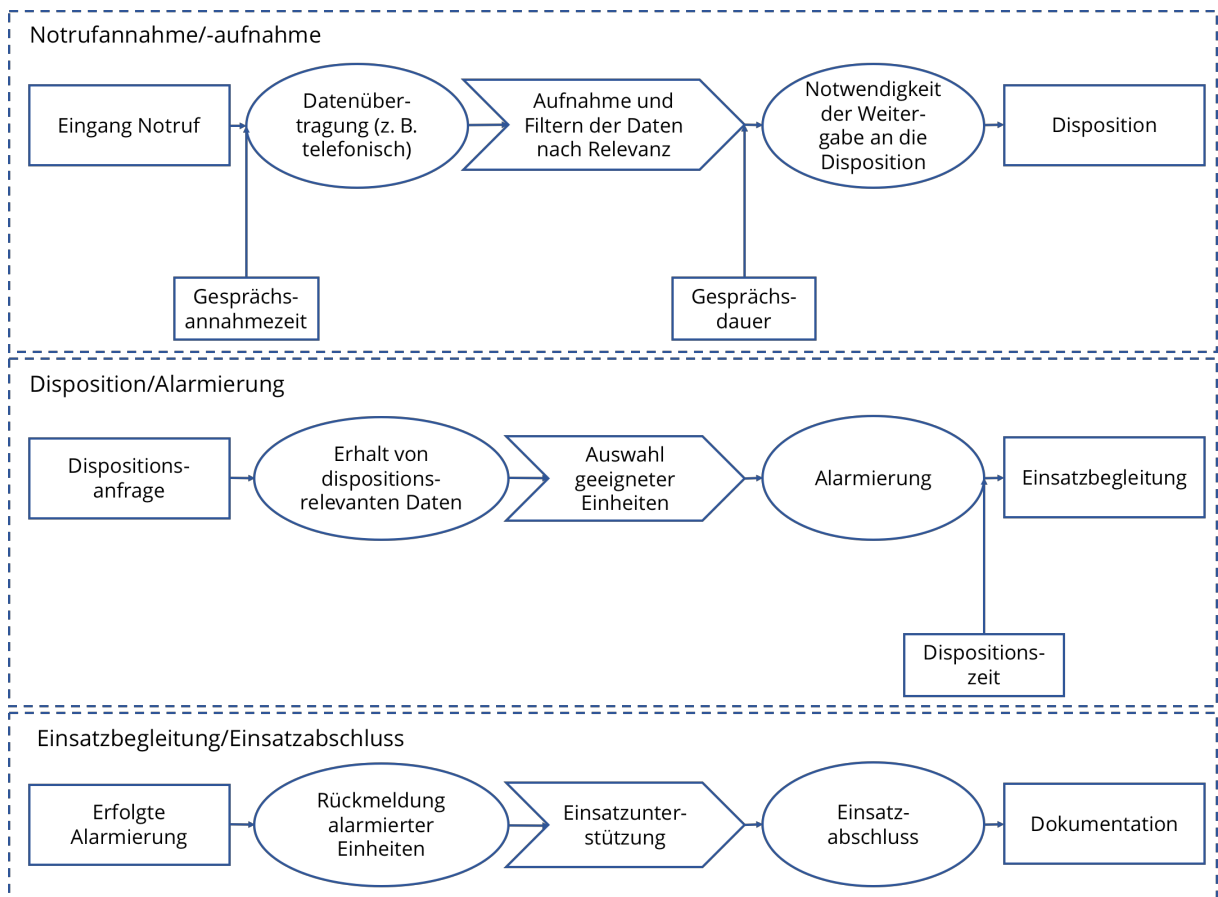 Notrufannahme/-aufnahme
Eingang Notruf
Datenüber-
tragung (z. B.
telefonisch)
Aufnahme und
Filtern der Daten
nach Relevanz
Notwendigkeit
der Weiter-
gabe an die
Disposition
Disposition
Gesprächs-
annahmezeit
Gesprächs-
dauer
Disposition/Alarmierung
Dispositions-
anfrage
Erhalt von
dispositions-
relevanten Daten
Auswahl
geeigneter
Einheiten
Alarmierung
Einsatzbegleitung
Dispositions-
zeit
Einsatzbegleitung/Einsatzabschluss
Erfolgte
Alarmierung
Rückmeldung
alarmierter
Einheiten
Einsatzunter-
stützung
Einsatz-
abschluss
Dokumentation